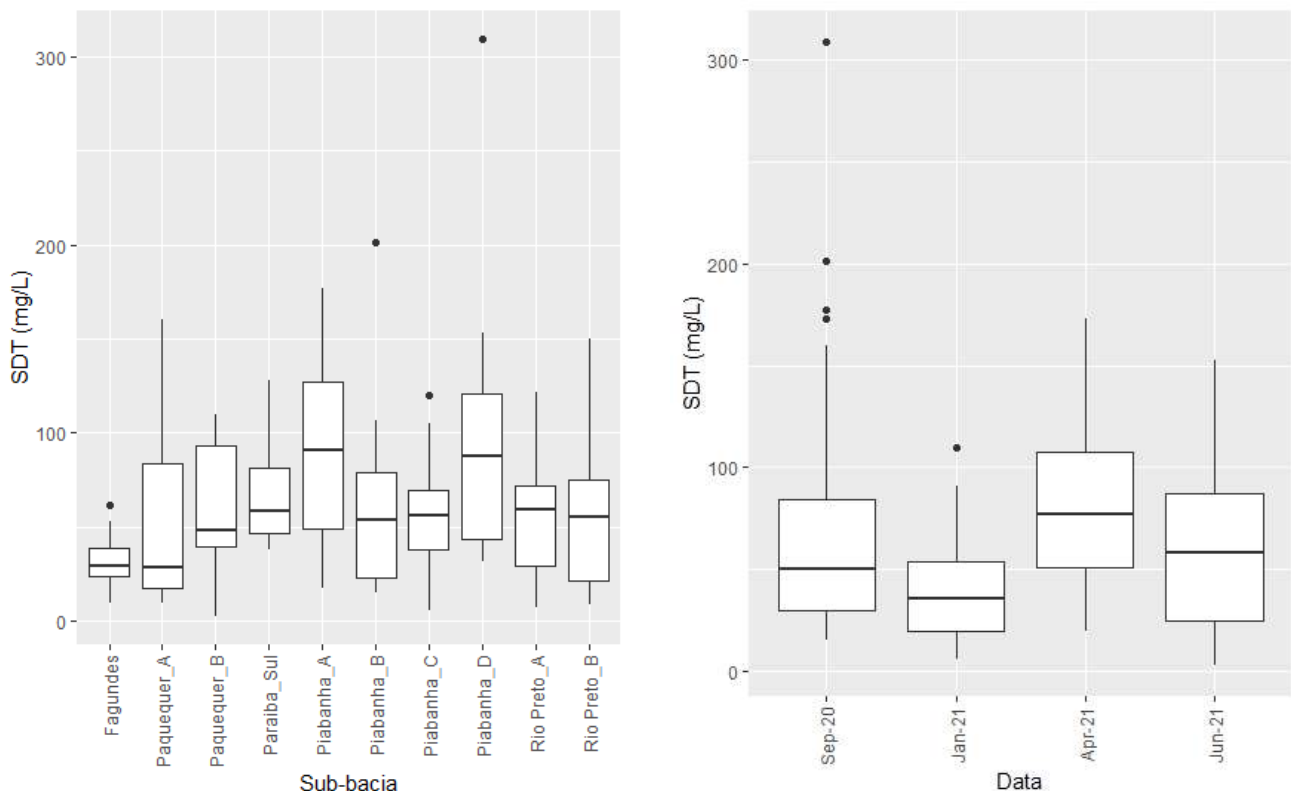 SDT (mg/L)
300
200
100
0
Fagundes
Paquequer_A
Paquequer_B
Paraiba_Sul
Piabanha_A
Piabanha_B
Piabanha_C
Piabanha_D
Rio Preto_A
Rio Preto_B
Sub-bacia
SDT (mg/L)
300
200
100
0
Sep-20
Jan-21
Apr-21
Jun-21
Data